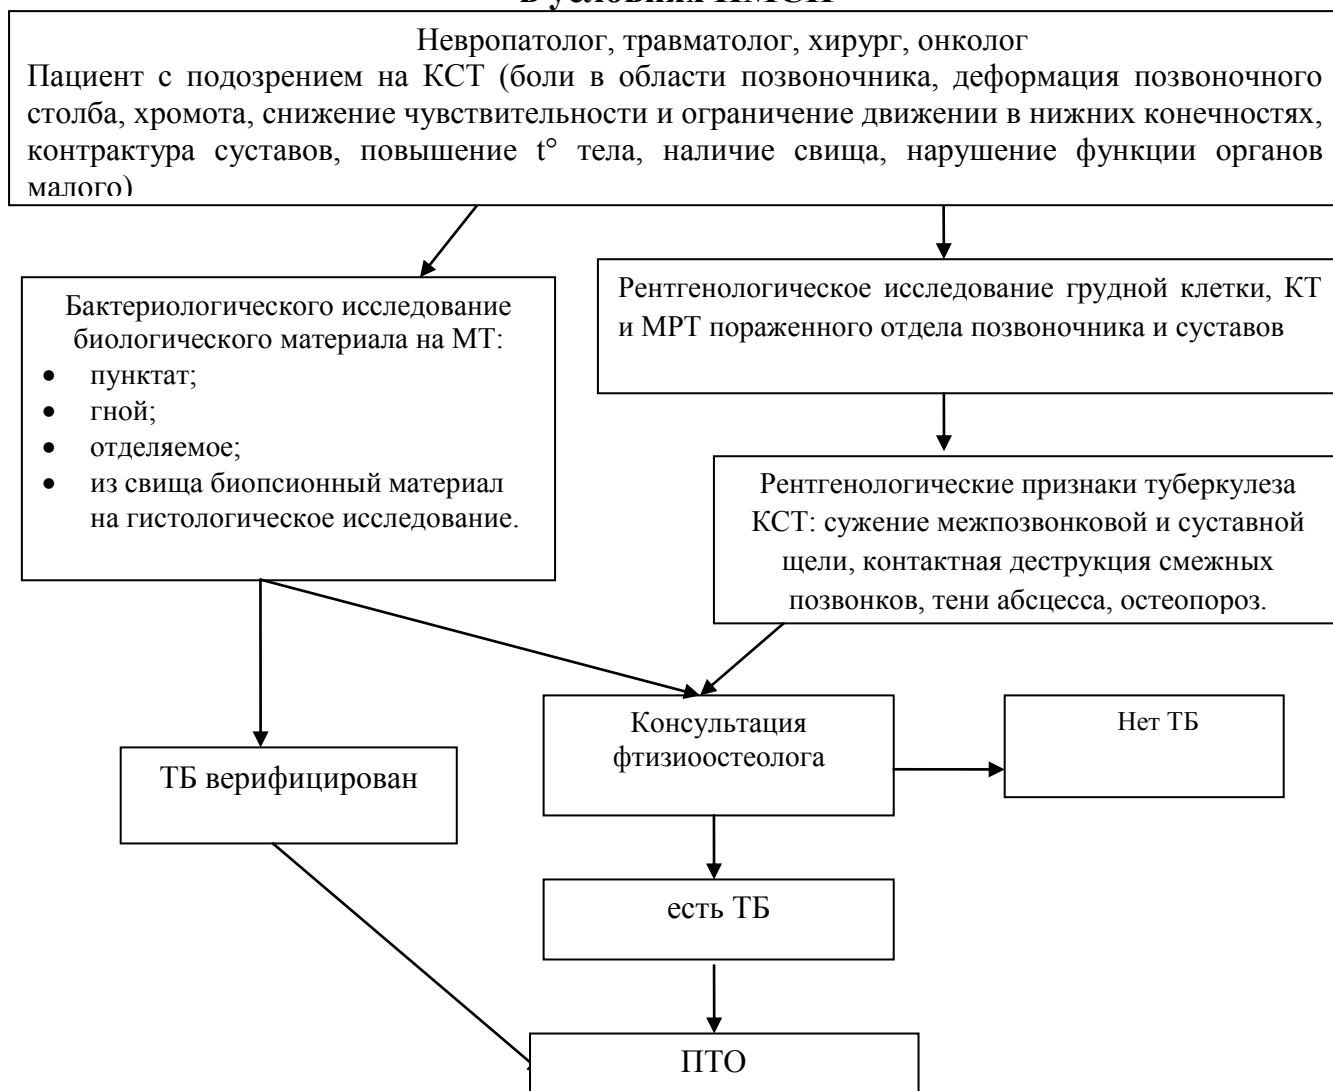 в условиях ПМСП
Невропатолог, травматолог, хирург, онколог
Пациент с подозрением на КСТ (боли в области позвоночника, деформация позвоночного
столба, хромота, снижение чувствительности и ограничение движении в нижних конечностях,
контрактура суставов, повышение t° тела, наличие свища, нарушение функции органов
малого)
Бактериологического исследование
биологического материала на МТ:
• пунктат;
• гной;
• отделяемое;
• из свища биопсионный материал
на гистологическое исследование.
Рентгенологическое исследование грудной клетки, КТ
и МРТ пораженного отдела позвоночника и суставов
Рентгенологические признаки туберкулеза
КСТ: сужение межпозвонковой и суставной
щели, контактная деструкция смежных
позвонков, тени абсцесса, остеопороз.
Консультация
фтизиоостеолога
Нет ТБ
ТБ верифицирован
есть ТБ
ПТО